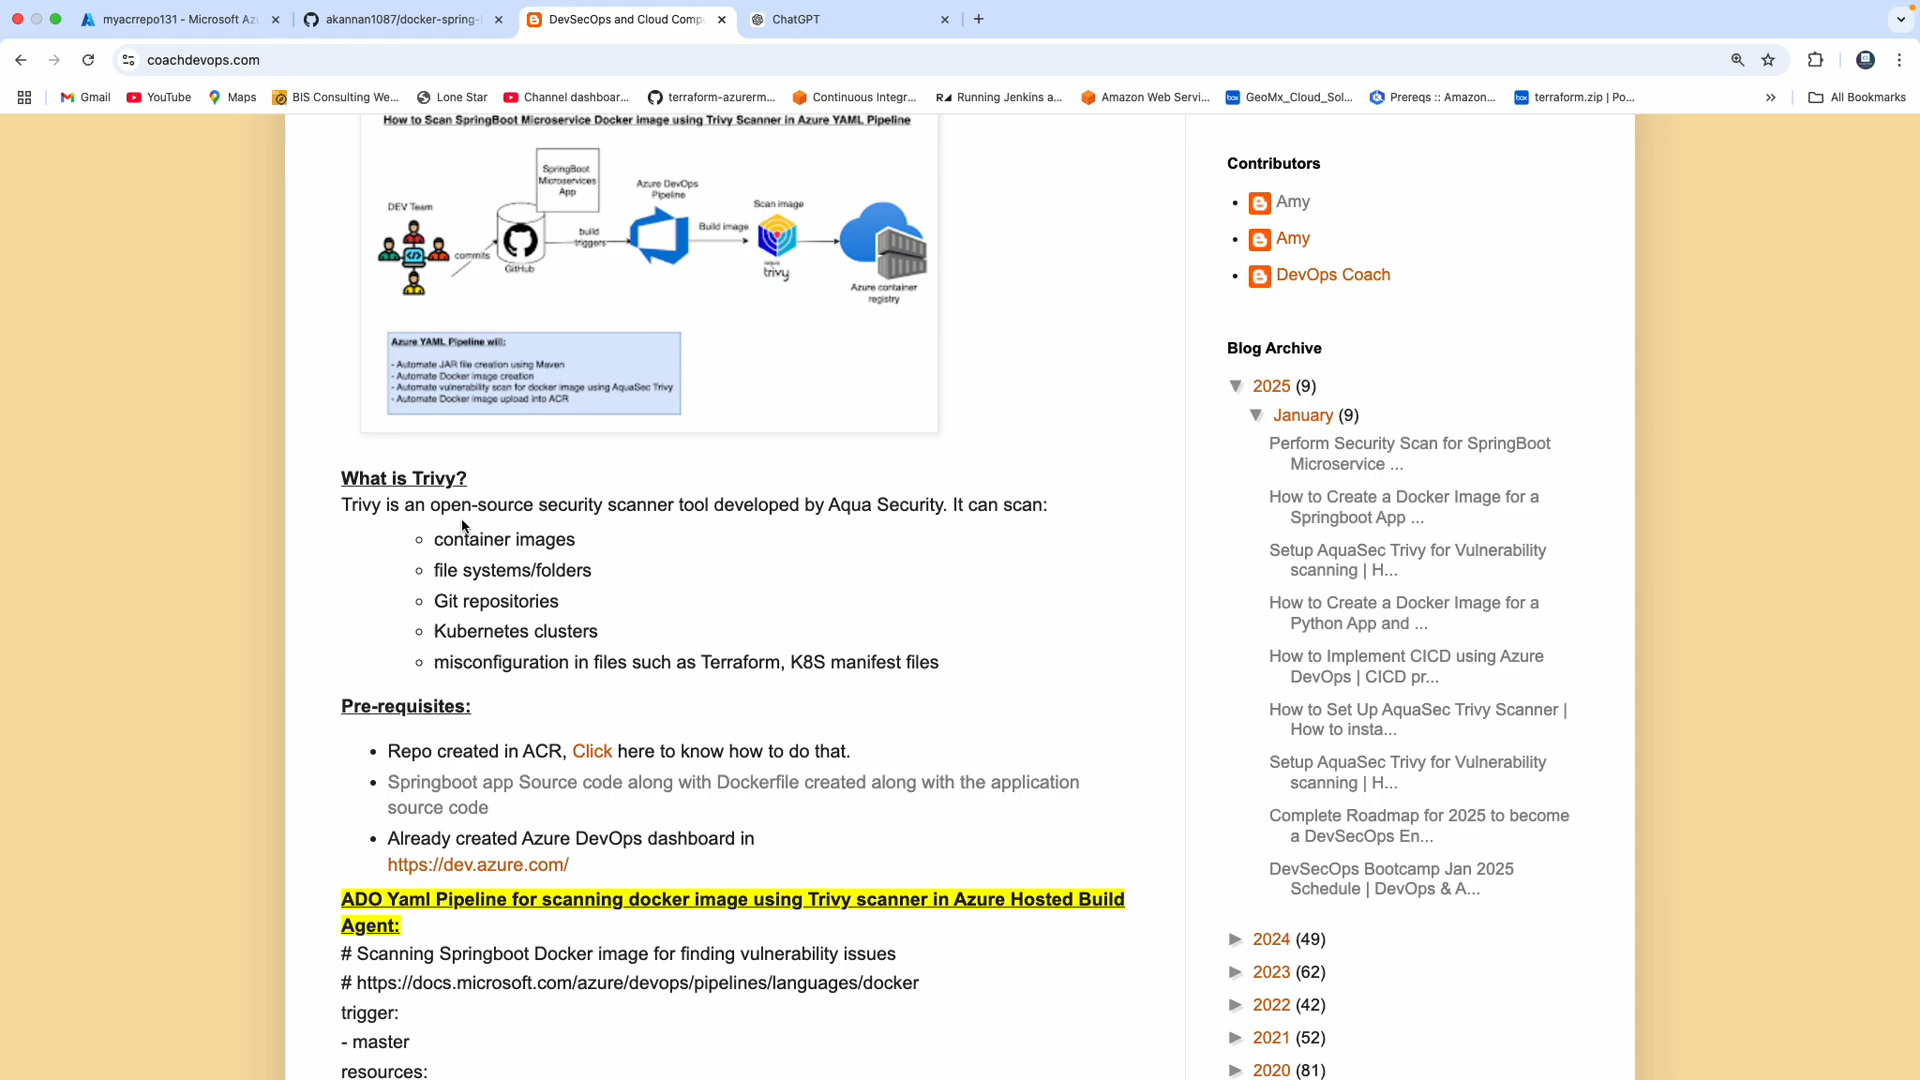 myacrrepo131 - Microsoft Az
akannan1087/docker-spring-
DevSecOps and Cloud Comp
ChatGPT
coachdevops.com
Gmail
YouTube
Maps
BIS Consulting We...
Lone Star
Channel dashboar...
terraform-azurerm...
Continuous Integr...
Running Jenkins a...
Amazon Web Servi...
GeoMx_Cloud_Sol...
Prereqs :: Amazon...
terraform.zip | Po...
»
All Bookmarks
How to Scan SpringBoot Microservice Docker image using Trivy Scanner in Azure YAML Pipeline
SpringBoot
Microservices
App
DEV Team
commits
GitHub
build
triggers
Azure DevOps
Pipeline
Build image
Scan image
aqua
trivy
Azure container
registry
Azure YAML Pipeline will:
- Automate JAR file creation using Maven
- Automate Docker image creation
- Automate vulnerability scan for docker image using AquaSec Trivy
- Automate Docker image upload into ACR
What is Trivy?
Trivy is an open-source security scanner tool developed by Aqua Security. It can scan:
container images
file systems/folders
Git repositories
Kubernetes clusters
misconfiguration in files such as Terraform, K8S manifest files
Pre-requisites:
Repo created in ACR, Click here to know how to do that.
Springboot app Source code along with Dockerfile created along with the application
source code
Already created Azure DevOps dashboard in
https://dev.azure.com/
ADO Yaml Pipeline for scanning docker image using Trivy scanner in Azure Hosted Build
Agent:
# Scanning Springboot Docker image for finding vulnerability issues
# https://docs.microsoft.com/azure/devops/pipelines/languages/docker
trigger:
- master
resources:
Contributors
Amy
Amy
DevOps Coach
Blog Archive
▼ 2025 (9)
▼ January (9)
Perform Security Scan for SpringBoot
Microservice ...
How to Create a Docker Image for a
Springboot App ...
Setup AquaSec Trivy for Vulnerability
scanning | H...
How to Create a Docker Image for a
Python App and ...
How to Implement CICD using Azure
DevOps | CICD pr...
How to Set Up AquaSec Trivy Scanner |
How to insta...
Setup AquaSec Trivy for Vulnerability
scanning | H...
Complete Roadmap for 2025 to become
a DevSecOps En...
DevSecOps Bootcamp Jan 2025
Schedule | DevOps & A...
► 2024 (49)
► 2023 (62)
► 2022 (42)
► 2021 (52)
► 2020 (81)